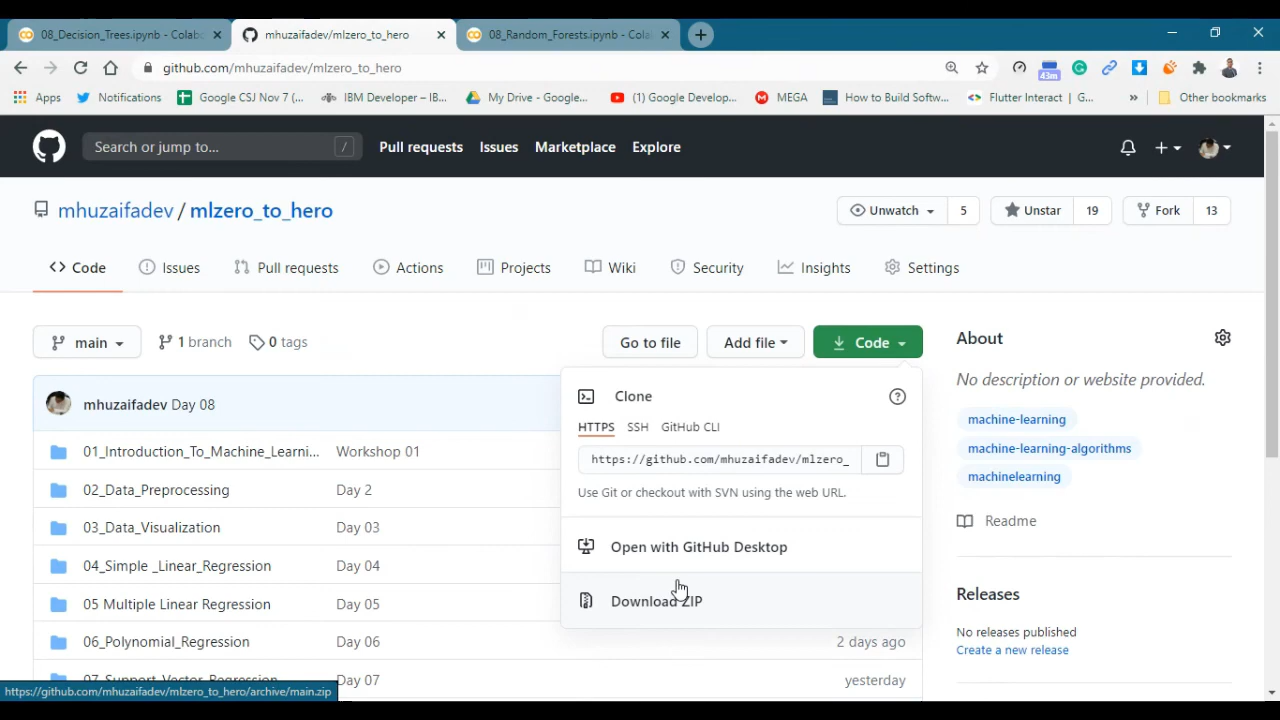 08_Decision_Trees.ipynb - Colab
mhuzaifadev/mlzero_to_hero
08_Random_Forests.ipynb - Cola
github.com/mhuzaifadev/mlzero_to_hero
43m
Apps
Notifications
Google CSJ Nov 7 (...
IBM Developer – IB...
My Drive - Google...
(1) Google Develop...
MEGA
How to Build Softw...
Flutter Interact | G...
»
Other bookmarks
Search or jump to...
/
Pull requests
Issues
Marketplace
Explore
mhuzaifadev / mlzero_to_hero
Unwatch
5
Unstar
19
Fork
13
Code
Issues
Pull requests
Actions
Projects
Wiki
Security
Insights
Settings
main
1 branch
0 tags
Go to file
Add file
Code
About
No description or website provided.
machine-learning
machine-learning-algorithms
machinelearning
Readme
Releases
No releases published
Create a new release
mhuzaifadev Day 08
01_Introduction_To_Machine_Learni...
Workshop 01
02_Data_Preprocessing
Day 2
03_Data_Visualization
Day 03
04_Simple _Linear_Regression
Day 04
05 Multiple Linear Regression
Day 05
06_Polynomial_Regression
Day 06
2 days ago
07_Support_Vector_Regression
Day 07
yesterday
Clone
?
HTTPS
SSH
GitHub CLI
https://github.com/mhuzaifadev/mlzero_
Use Git or checkout with SVN using the web URL.
Open with GitHub Desktop
Download ZIP
https://github.com/mhuzaifadev/mlzero_to_hero/archive/main.zip